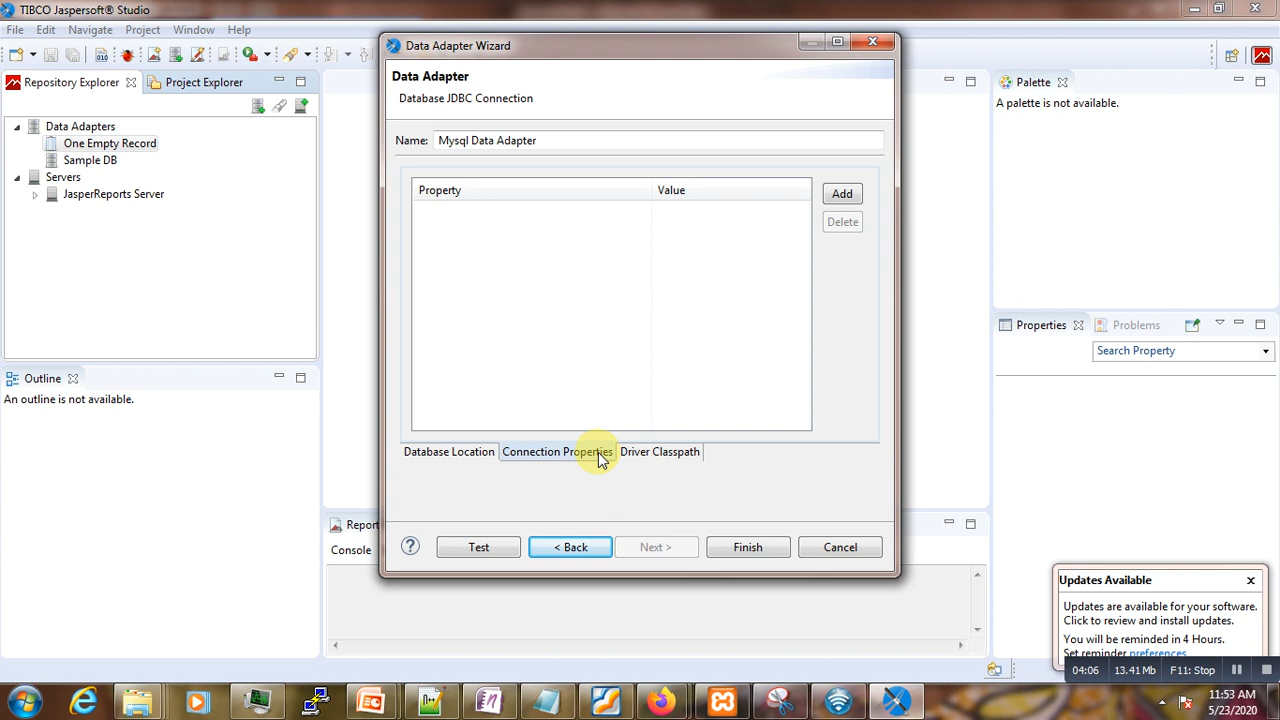 TIBCO Jaspersoft® Studio
File Edit Navigate Project Window Help
Repository Explorer
Project Explorer
Data Adapters
One Empty Record
Sample DB
Servers
JasperReports Server
Outline
An outline is not available.
Data Adapter Wizard
Data Adapter
Database JDBC Connection
Name: Mysql Data Adapter
Property Value
Add
Delete
Database Location Connection Properties Driver Classpath
Test < Back Next > Finish Cancel
Report
Console
Palette
A palette is not available.
Properties Problems
Search Property
Updates Available
Updates are available for your software.
Click to review and install updates.
You will be reminded in 4 Hours.
Set reminder preferences.
04:06 13.41 Mb F11: Stop
11:53 AM
5/23/2020